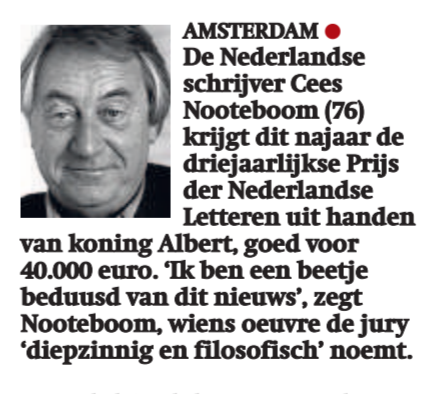 AMSTERDAM ●
De Nederlandse
schrijver Cees
Nooteboom (76)
krijgt dit najaar de
driejaarlijkse Prijs
der Nederlandse
Letteren uit handen
van koning Albert, goed voor
40.000 euro. ‘Ik ben een beetje
beduusd van dit nieuws’, zegt
Nooteboom, wiens oeuvre de jury
‘diepzinnig en filosofisch’ noemt.